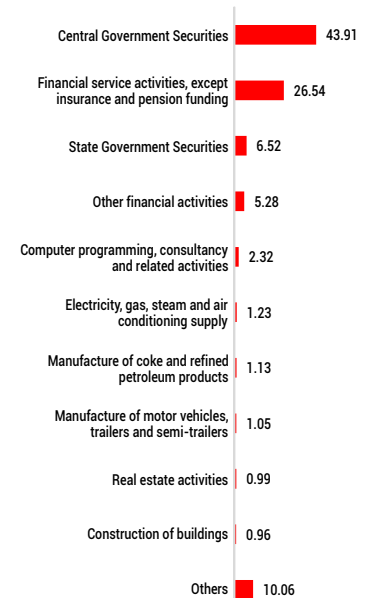 Central Government Securities 43.91
Financial service activities, except
insurance and pension funding 26.54
State Government Securities 6.52
Other financial activities 5.28
Computer programming, consultancy
and related activities 2.32
Electricity, gas, steam and air
conditioning supply 1.23
Manufacture of coke and refined
petroleum products 1.13
Manufacture of motor vehicles,
trailers and semi-trailers 1.05
Real estate activities 0.99
Construction of buildings 0.96
Others 10.06